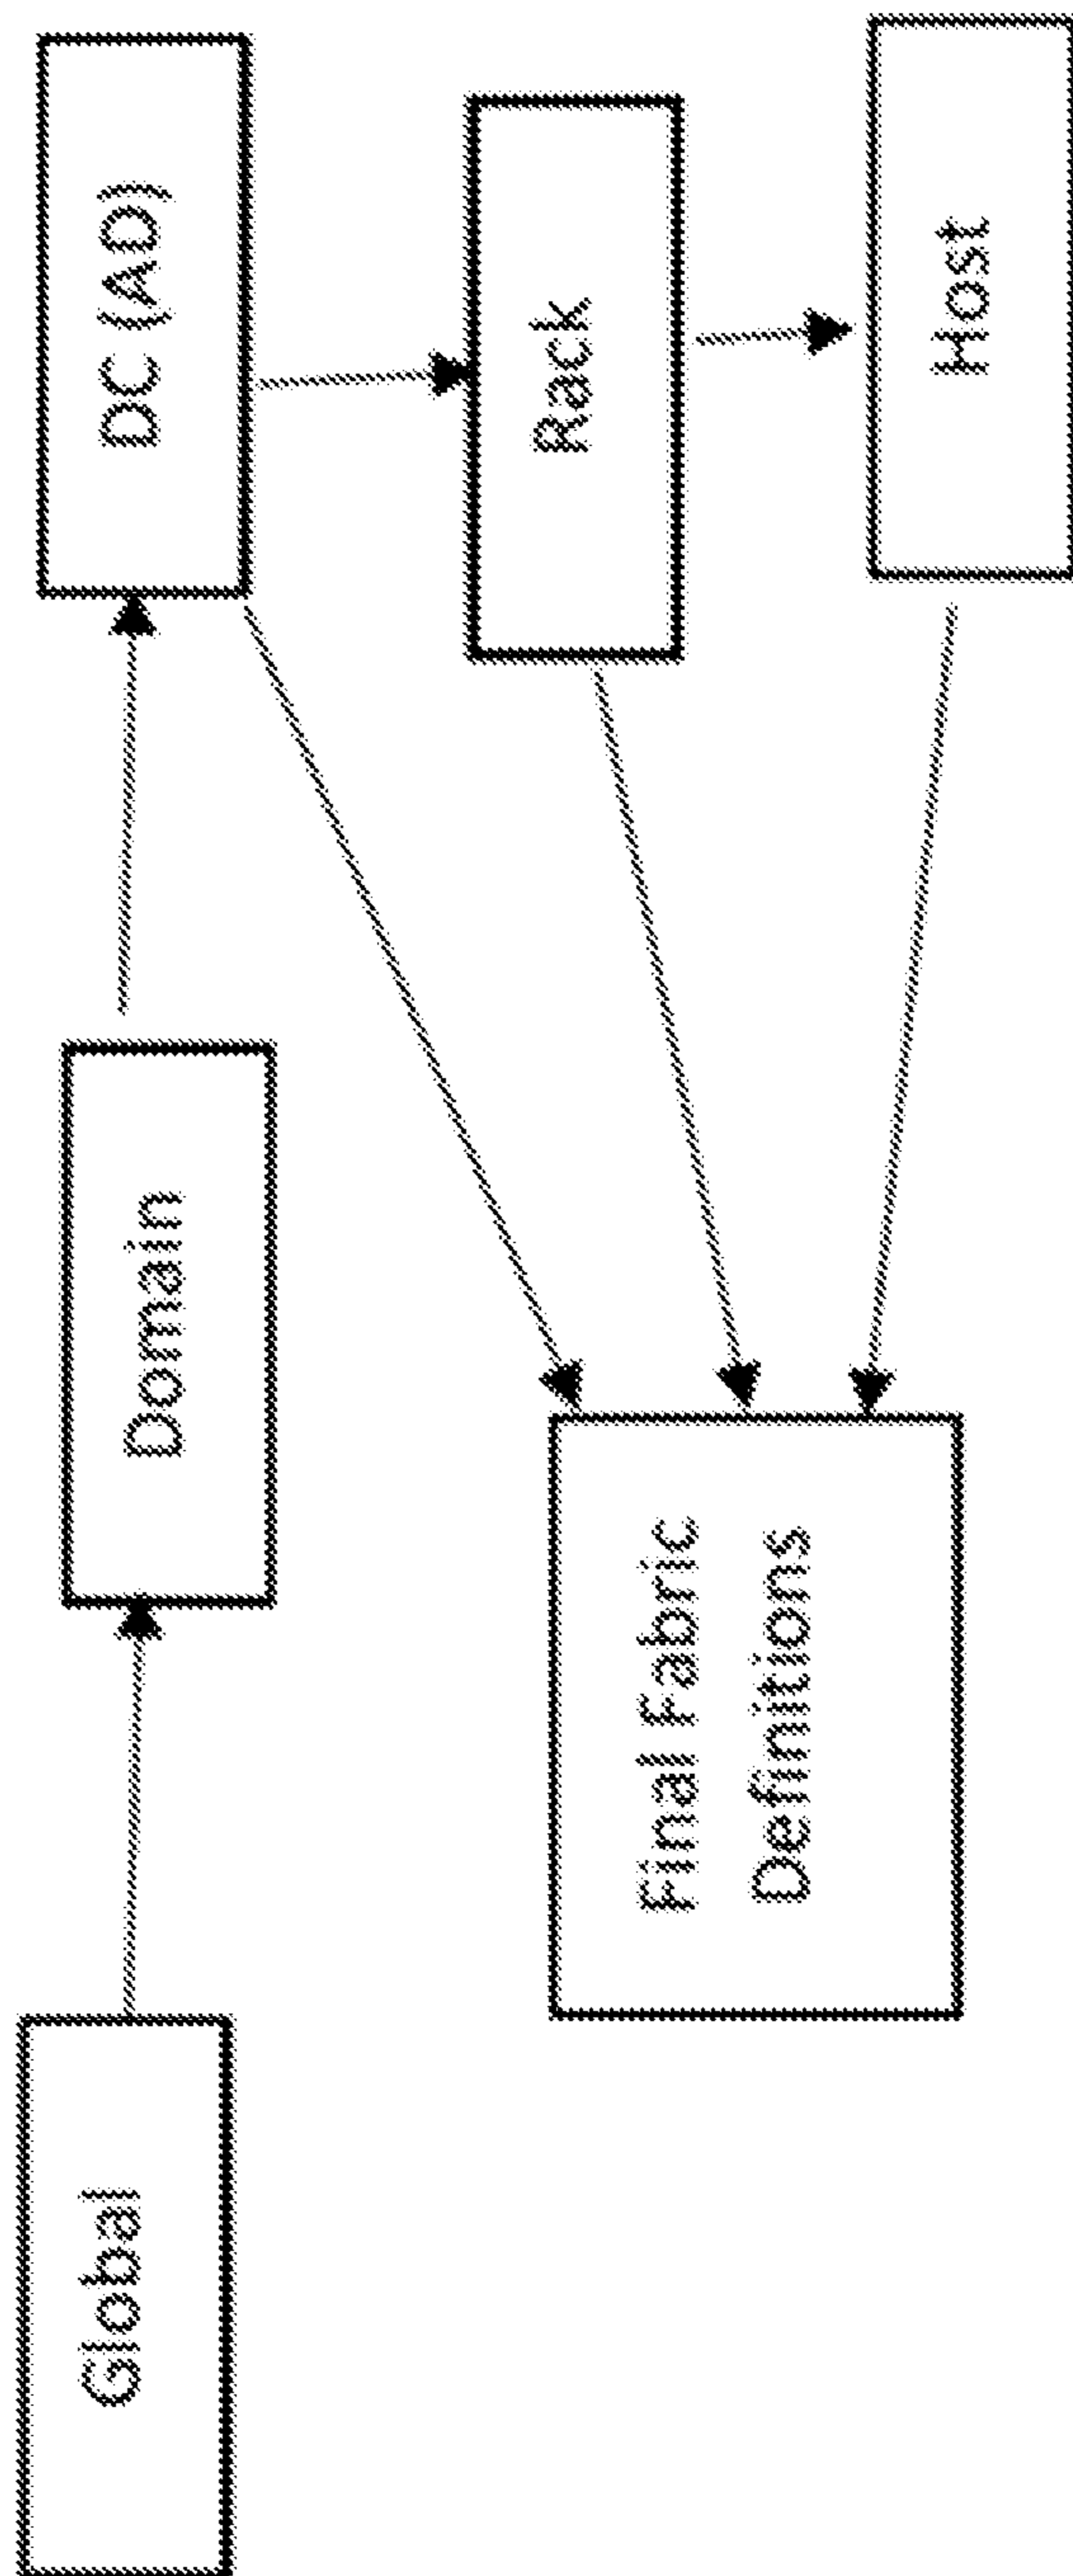 Global
Domain
DC (AD)
Rack
Host
Final Fabric
Definitions